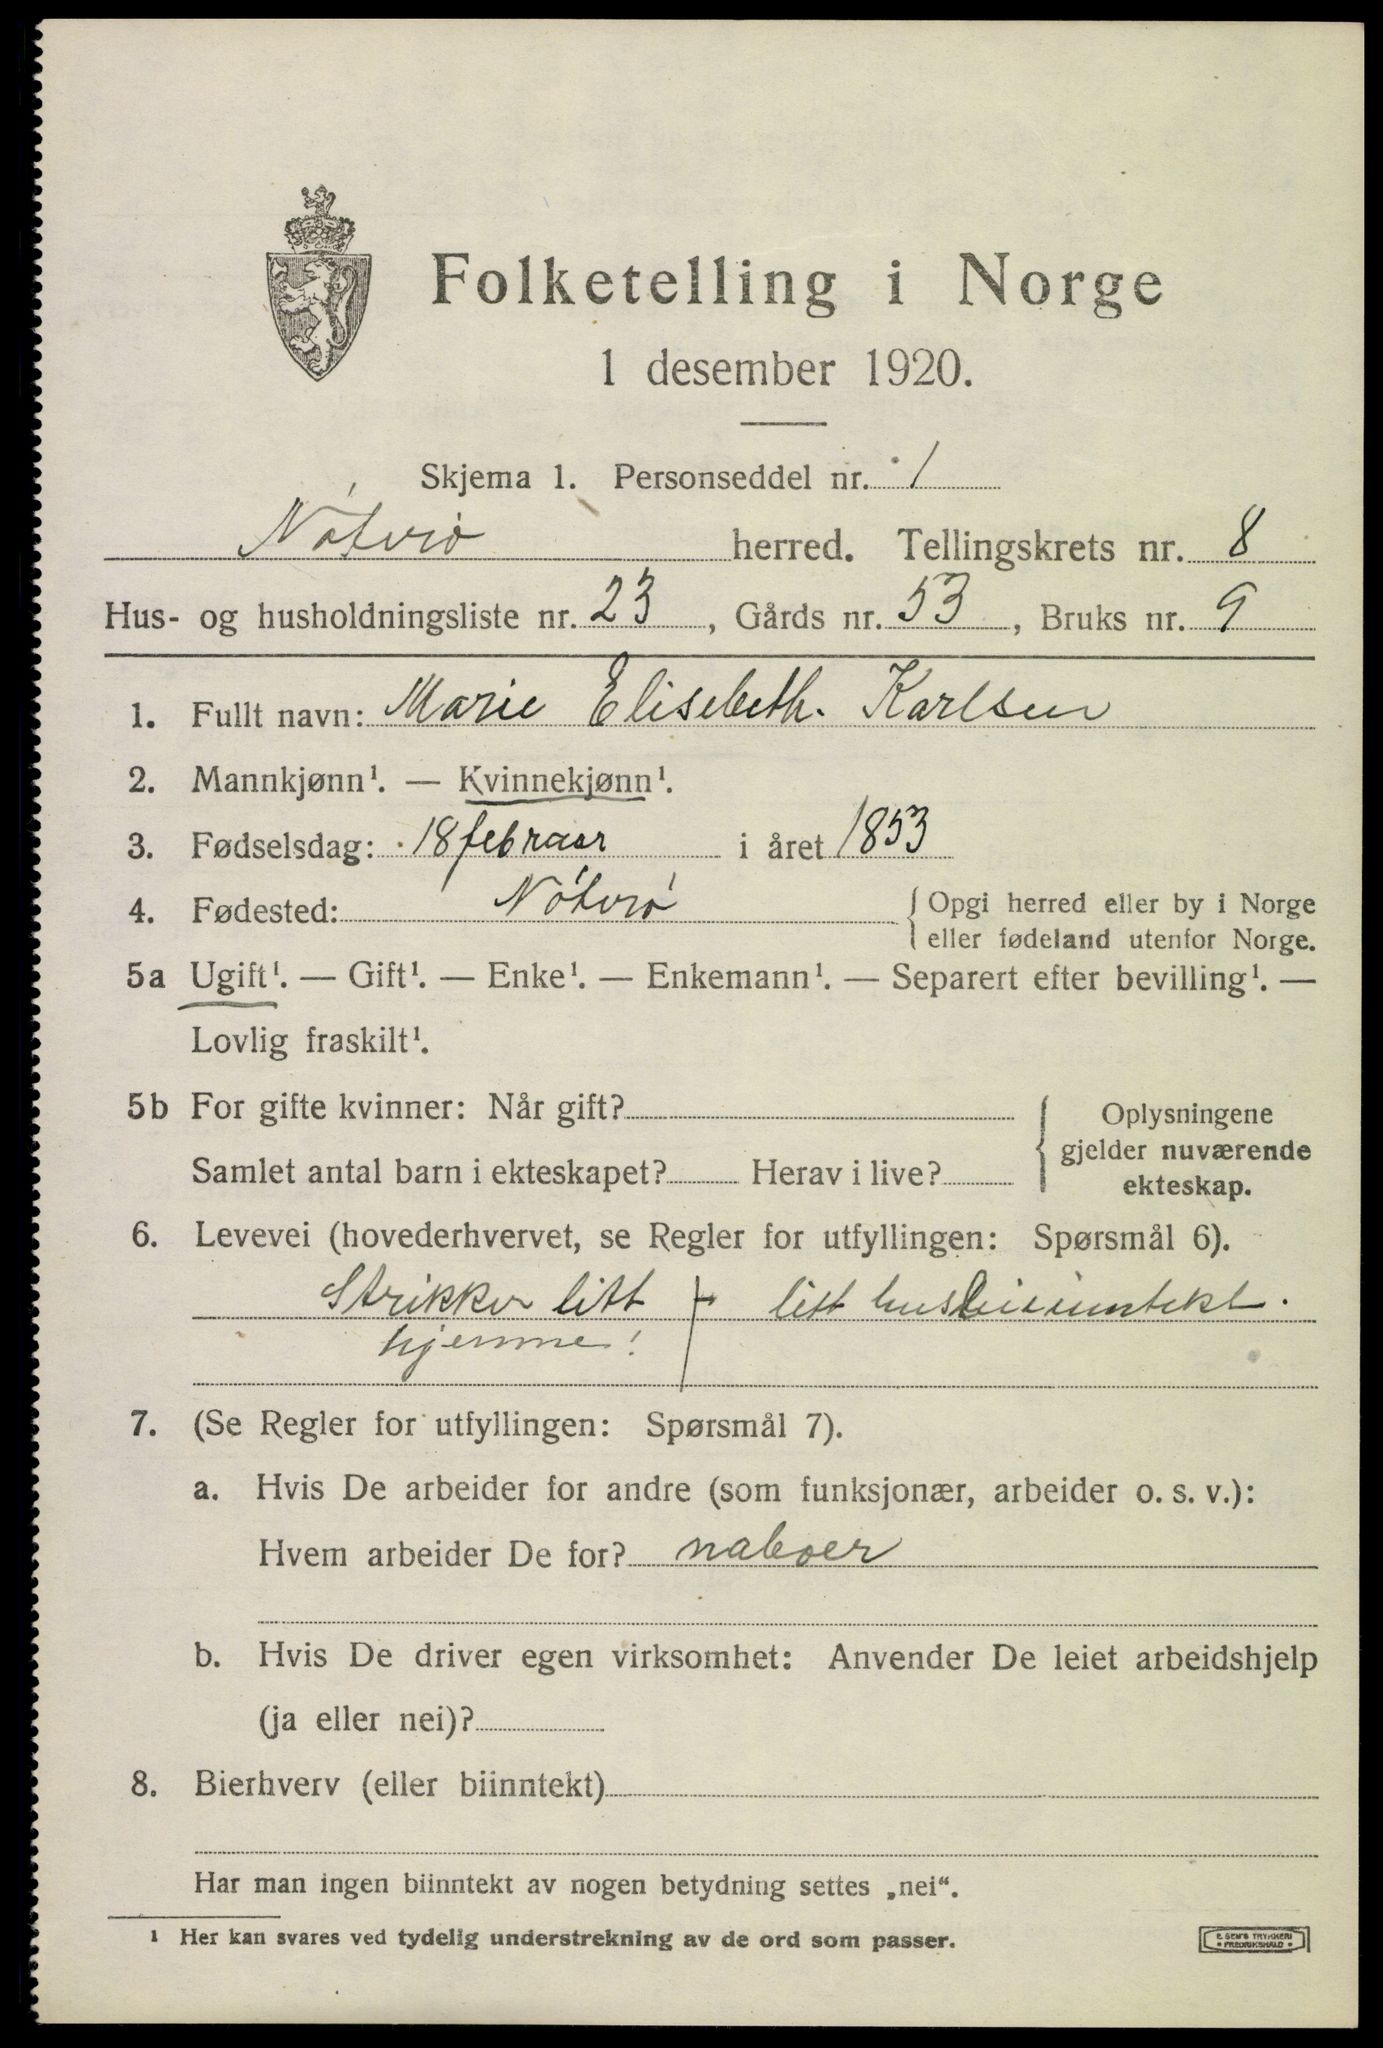 Folketelling i Norge
1 desember 1920.
Skjema 1. Personseddel nr. 1
Nøtterø herred. Tellingskrets nr. 8
Hus- og husholdningsliste nr. 23, Gårds nr. 53, Bruks nr. 9
1. Fullt navn: Marie Elisebeth. Karlsen
2. Mannkjønn¹. — Kvinnekjønn¹.
3. Fødselsdag: 18 februar i året 1853
4. Fødested: Nøtterø { Opgi herred eller by i Norge
eller fødeland utenfor Norge.
5a Ugift¹. — Gift¹. — Enke¹. — Enkemann¹. — Separert efter bevilling¹. —
Lovlig fraskilt¹.
5b For gifte kvinner: Når gift?
Samlet antal barn i ekteskapet? Herav i live?
Oplysningene
gjelder nuværende
ekteskap.
6. Levevei (hovederhvervet, se Regler for utfyllingen: Spørsmål 6).
Strikker litt + litt husleieinntekt.
hjemme!
7. (Se Regler for utfyllingen: Spørsmål 7).
a. Hvis De arbeider for andre (som funksjonær, arbeider o. s. v.):
Hvem arbeider De for? naboer
b. Hvis De driver egen virksomhet: Anvender De leiet arbeidshjelp
(ja eller nei)?
8. Bierhverv (eller biinntekt)
Har man ingen biinntekt av nogen betydning settes „nei“.
¹ Her kan svares ved tydelig understrekning av de ord som passer.
E. SEM'S TRYKKERI
• FREDRIKSHALD •